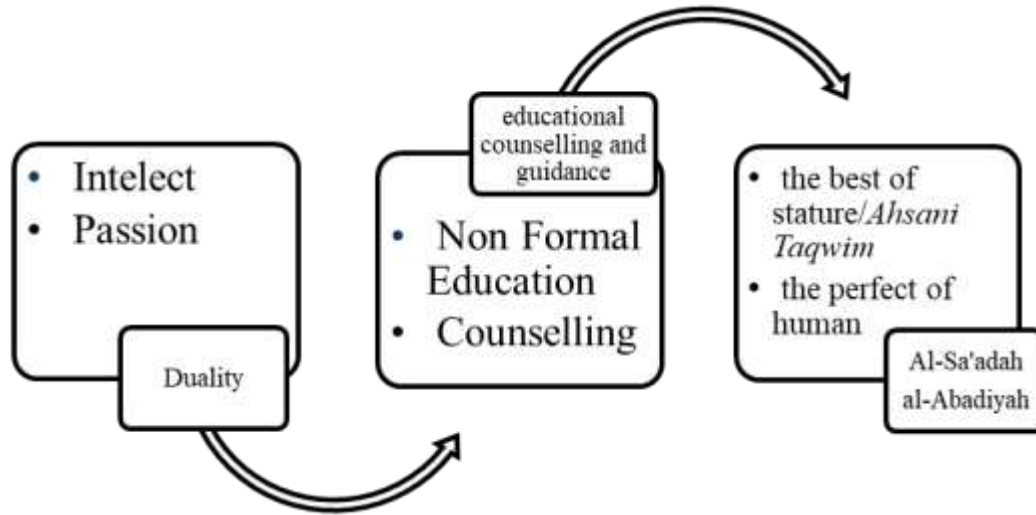 • Intelect
• Passion
Duality
educational
counselling and
guidance
• Non Formal
Education
• Counselling
• the best of
stature/Ahsani
Taqwim
• the perfect of
human
Al-Sa'adah
al-Abadiyah